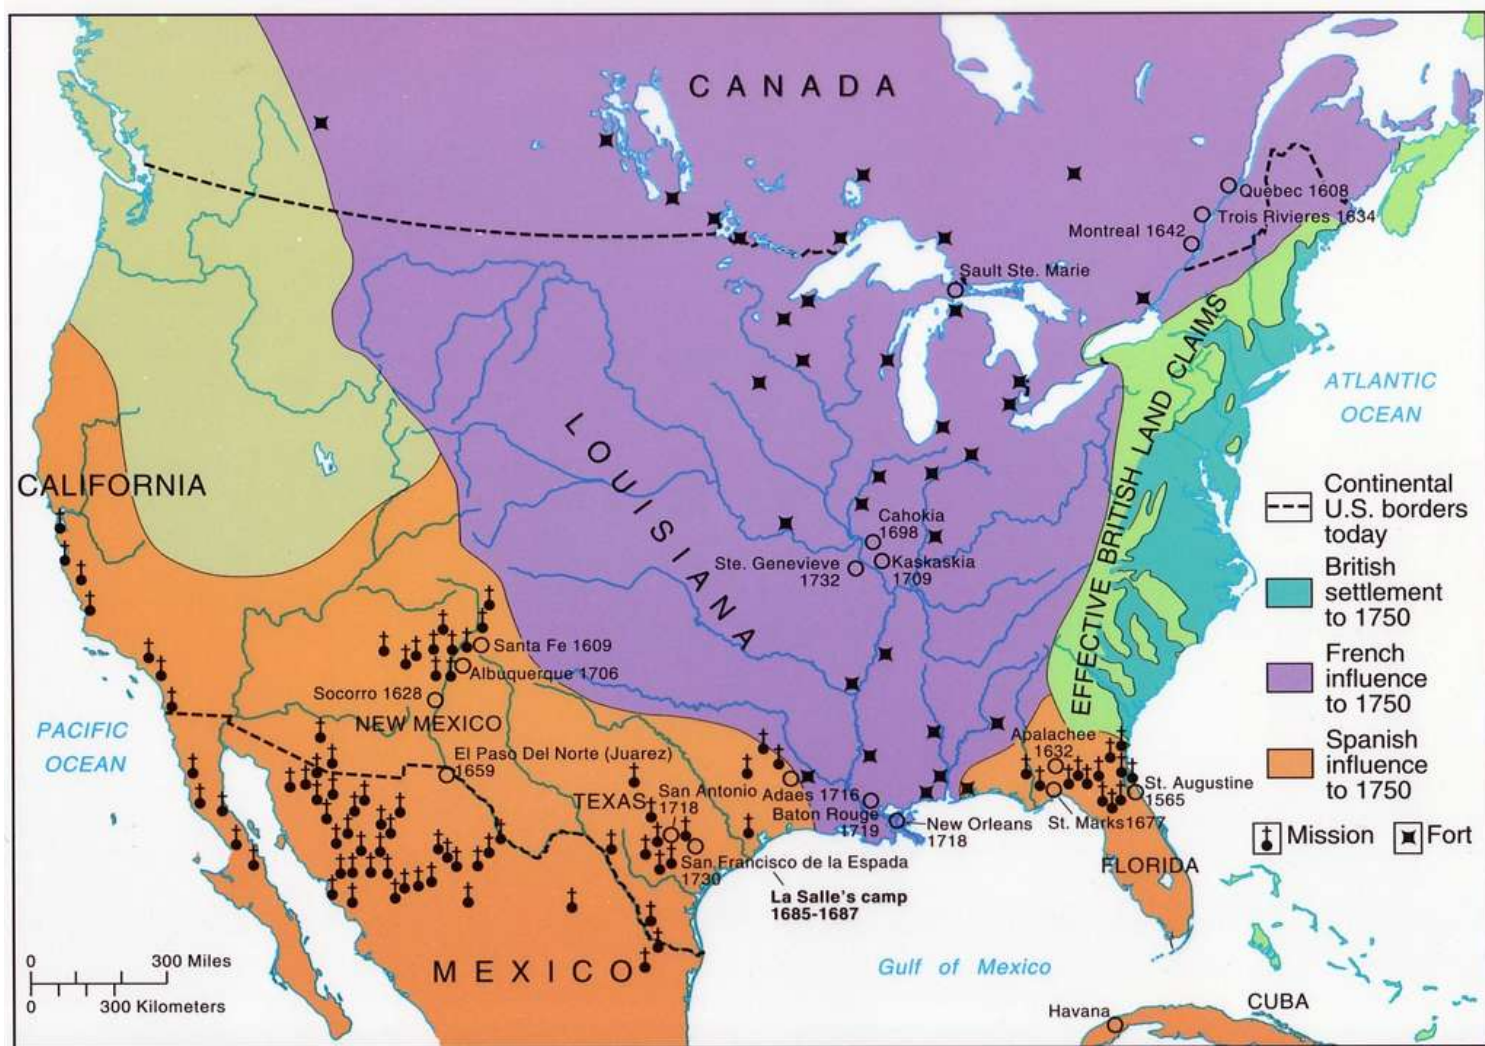 CANADA
Quebec 1608
Trois Rivieres 1634
Montreal 1642
Sault Ste. Marie
EFFECTIVE BRITISH LAND CLAIMS
ATLANTIC
OCEAN
LOUISIANA
CALIFORNIA
Cahokia
1698
Ste. Genevieve
1732
Kaskaskia
1709
Santa Fe 1609
Albuquerque 1706
Socorro 1628
NEW MEXICO
PACIFIC
OCEAN
El Paso Del Norte (Juarez)
1659
TEXAS
San Antonio
1718
Adaes 1716
Baton Rouge
1719
New Orleans
1718
San Francisco de la Espada
1730
La Salle's camp
1685-1687
Apalachee
1632
St. Augustine
1565
St. Marks1677
FLORIDA
MEXICO
Gulf of Mexico
Havana
CUBA
0 300 Miles
0 300 Kilometers
Continental
U.S. borders
today
British
settlement
to 1750
French
influence
to 1750
Spanish
influence
to 1750
Mission
Fort